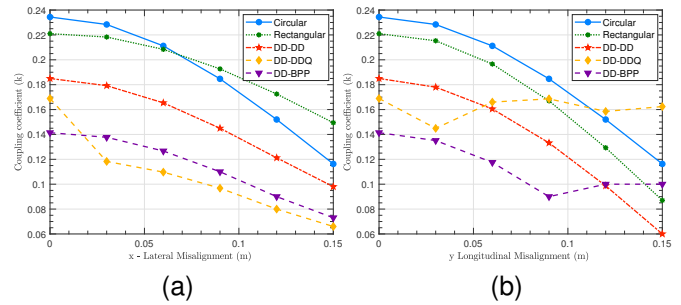 0.24
0.22
0.2
0.18
0.16
0.14
0.12
0.1
0.08
0.06
Coupling coefficient (k)
0
0.05
0.1
0.15
x - Lateral Misalignment (m)
Circular
Rectangular
DD-DD
DD-DDQ
DD-BPP
(a)
0.24
0.22
0.2
0.18
0.16
0.14
0.12
0.1
0.08
0.06
Coupling coefficient (k)
0
0.05
0.1
0.15
y Longitudinal Misalignment (m)
Circular
Rectangular
DD-DD
DD-DDQ
DD-BPP
(b)